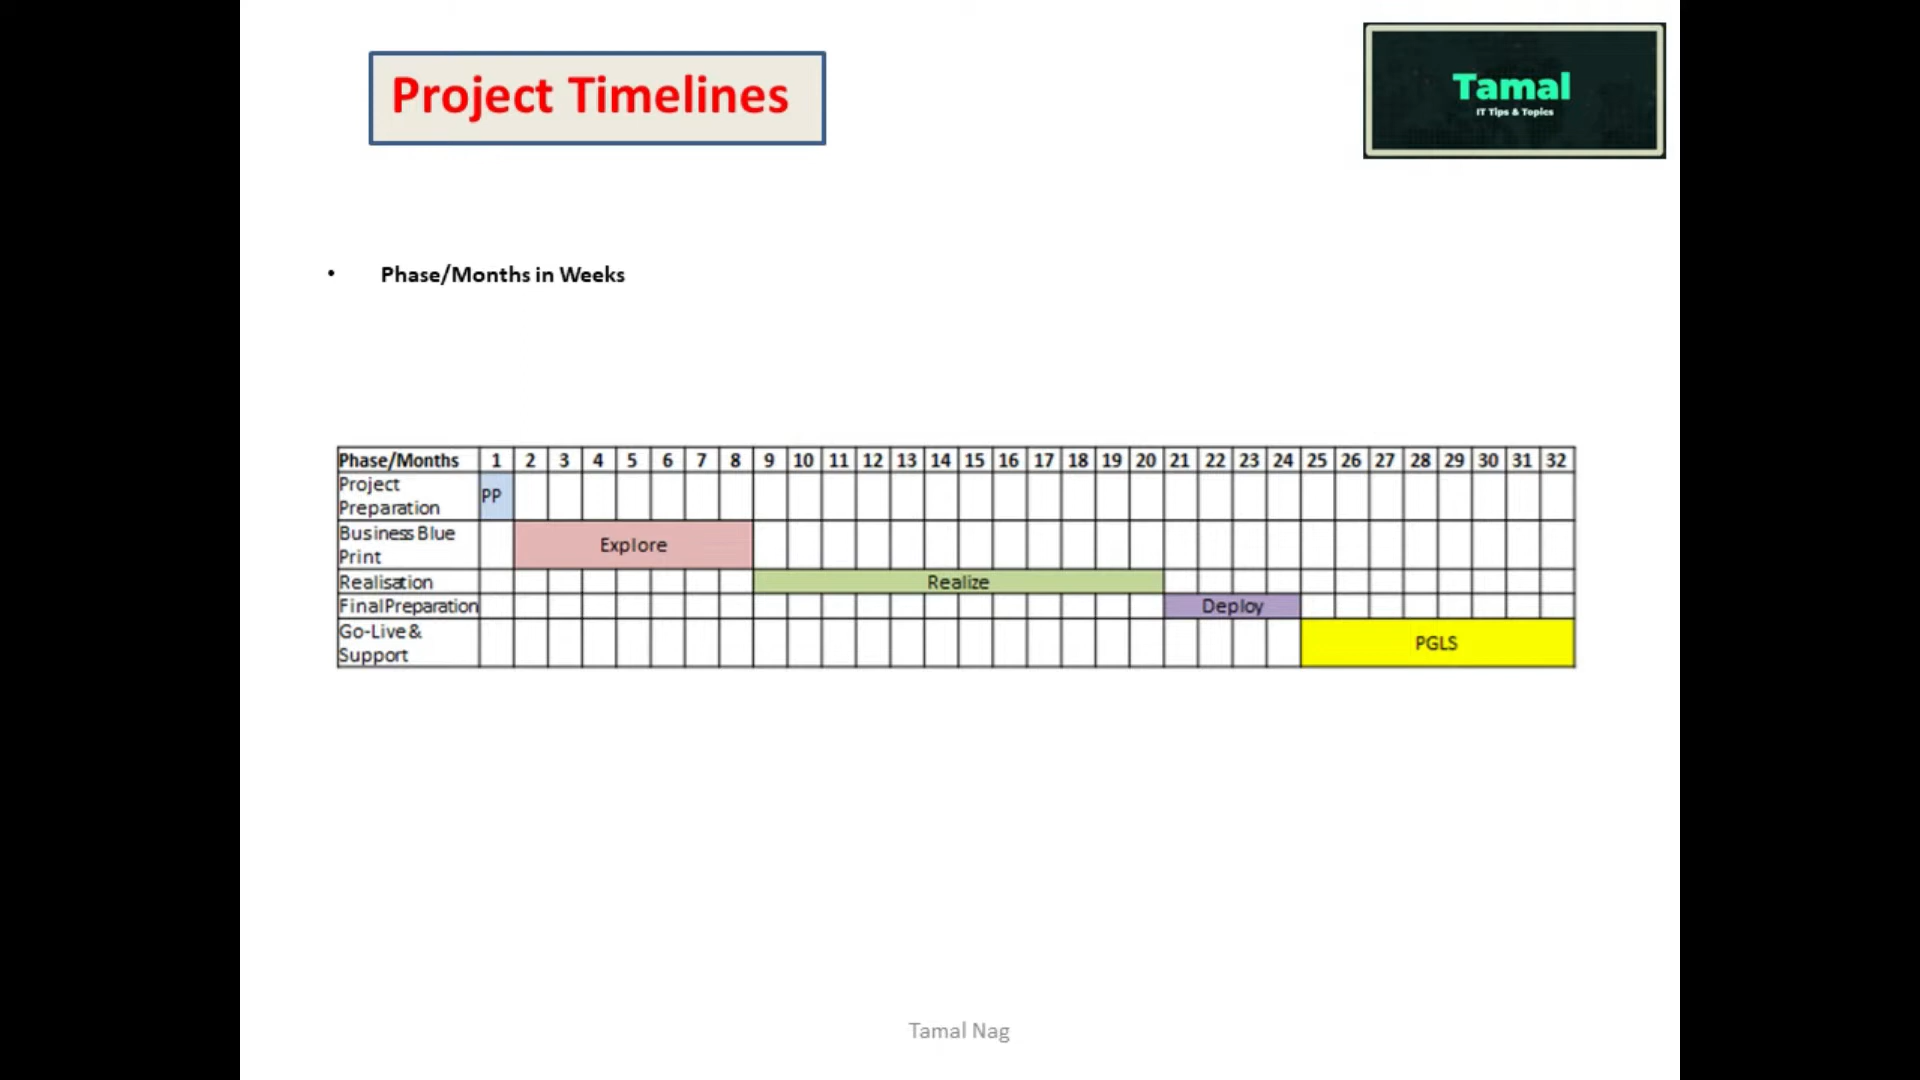 Project Timelines
Tamal
IT Tips & Topics
• Phase/Months in Weeks
Phase/Months 1 2 3 4 5 6 7 8 9 10 11 12 13 14 15 16 17 18 19 20 21 22 23 24 25 26 27 28 29 30 31 32
Project
Preparation
PP
Business Blue
Print
Explore
Realisation Realize
Final Preparation Deploy
Go-Live &
Support
PGLS
Tamal Nag